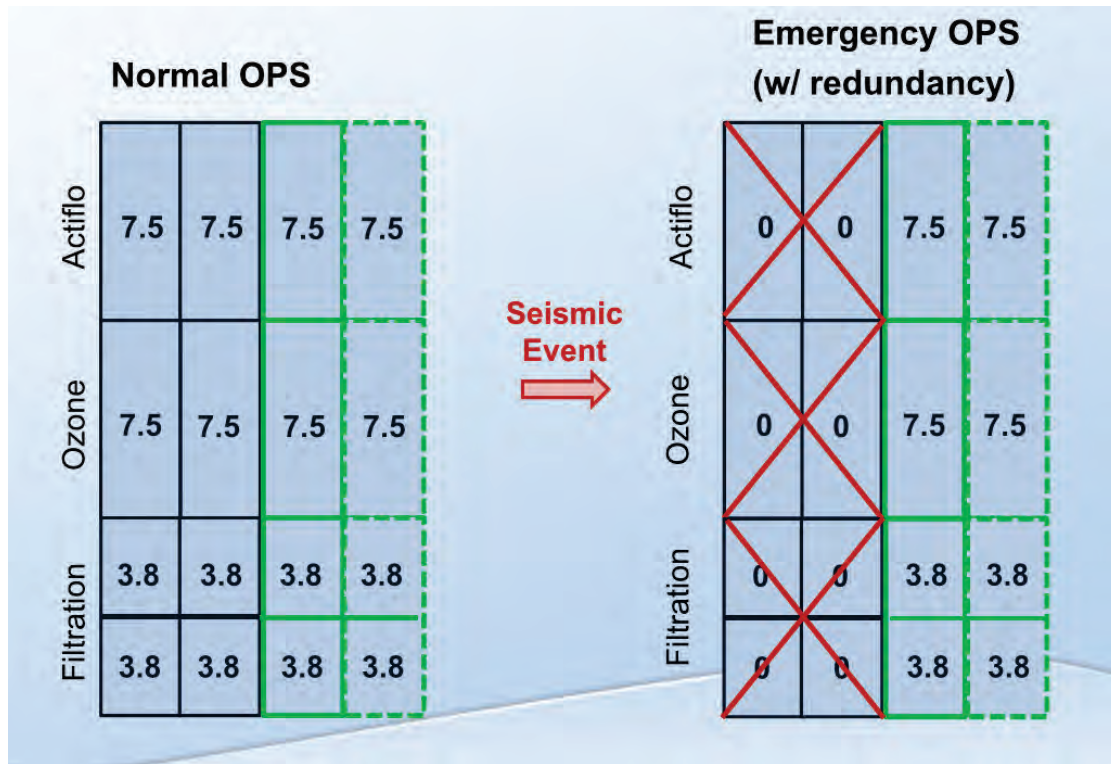 Normal OPS
Actiflo
7.5 7.5 7.5 7.5
Ozone
7.5 7.5 7.5 7.5
Filtration
3.8 3.8 3.8 3.8
3.8 3.8 3.8 3.8
Seismic
Event
Emergency OPS
(w/ redundancy)
Actiflo
0 0 7.5 7.5
Ozone
0 0 7.5 7.5
Filtration
0 0 3.8 3.8
0 0 3.8 3.8